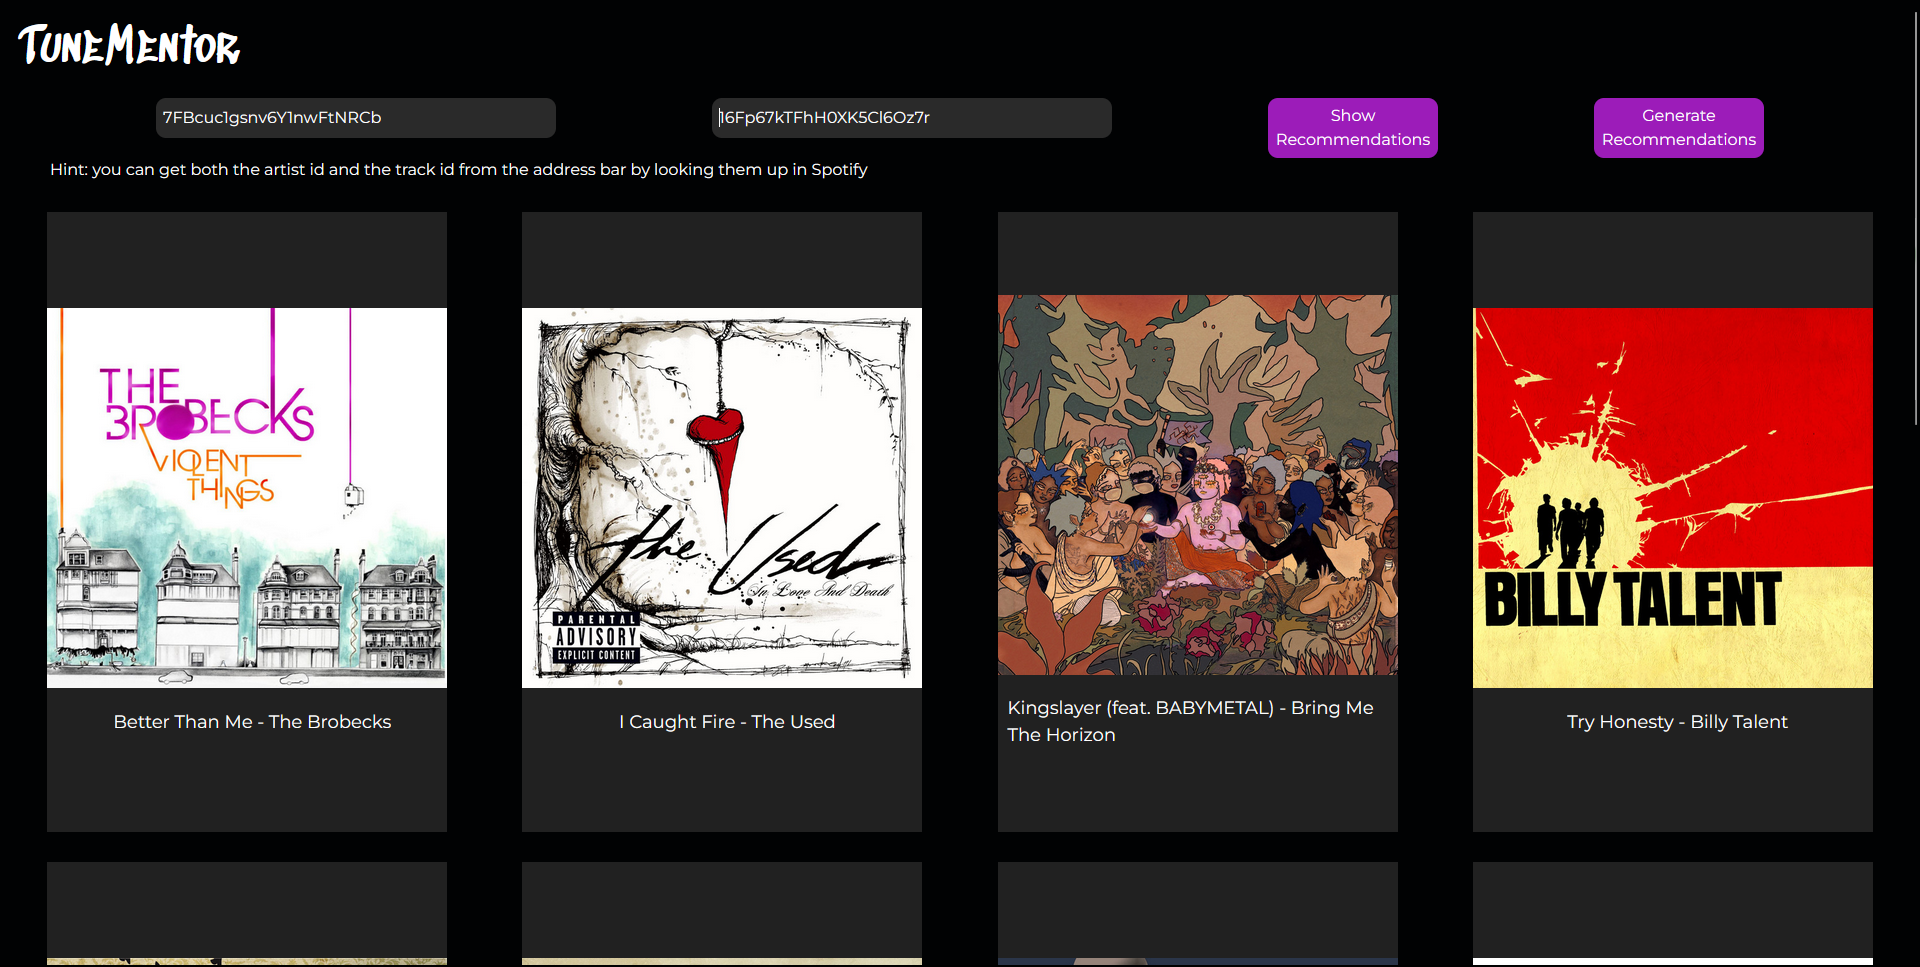 TUNEMENTOR
7FBcuc1gsnv6Y1nwFtNRCb
16Fp67kTFhH0XK5Cl6Oz7r
Show
Recommendations
Generate
Recommendations
Hint: you can get both the artist id and the track id from the address bar by looking them up in Spotify
THE
BROBECKS
VIOLENT
THINGS
The Used
In Love And Death
PARENTAL
ADVISORY
EXPLICIT CONTENT
BILLY TALENT
Better Than Me - The Brobecks
I Caught Fire - The Used
Kingslayer (feat. BABYMETAL) - Bring Me
The Horizon
Try Honesty - Billy Talent